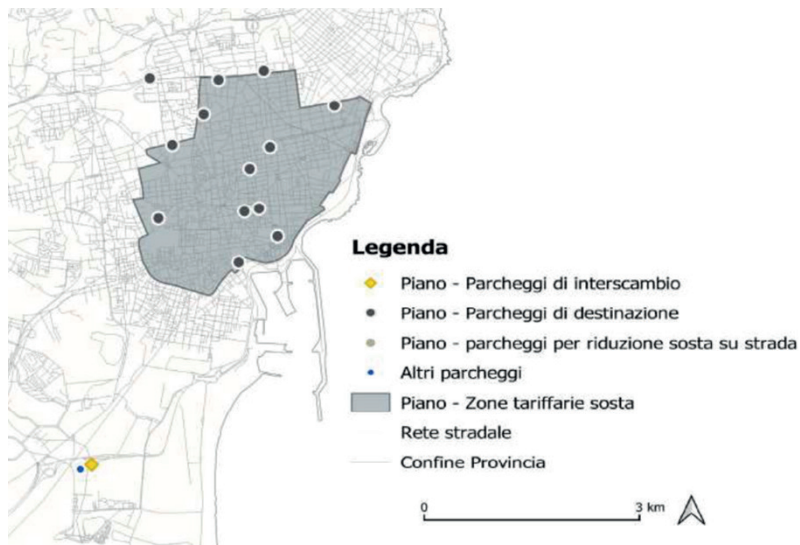 Legenda
Piano - Parcheggi di interscambio
Piano - Parcheggi di destinazione
Piano - parcheggi per riduzione sosta su strada
Altri parcheggi
Piano - Zone tariffarie sosta
Rete stradale
Confine Provincia
0 3 km